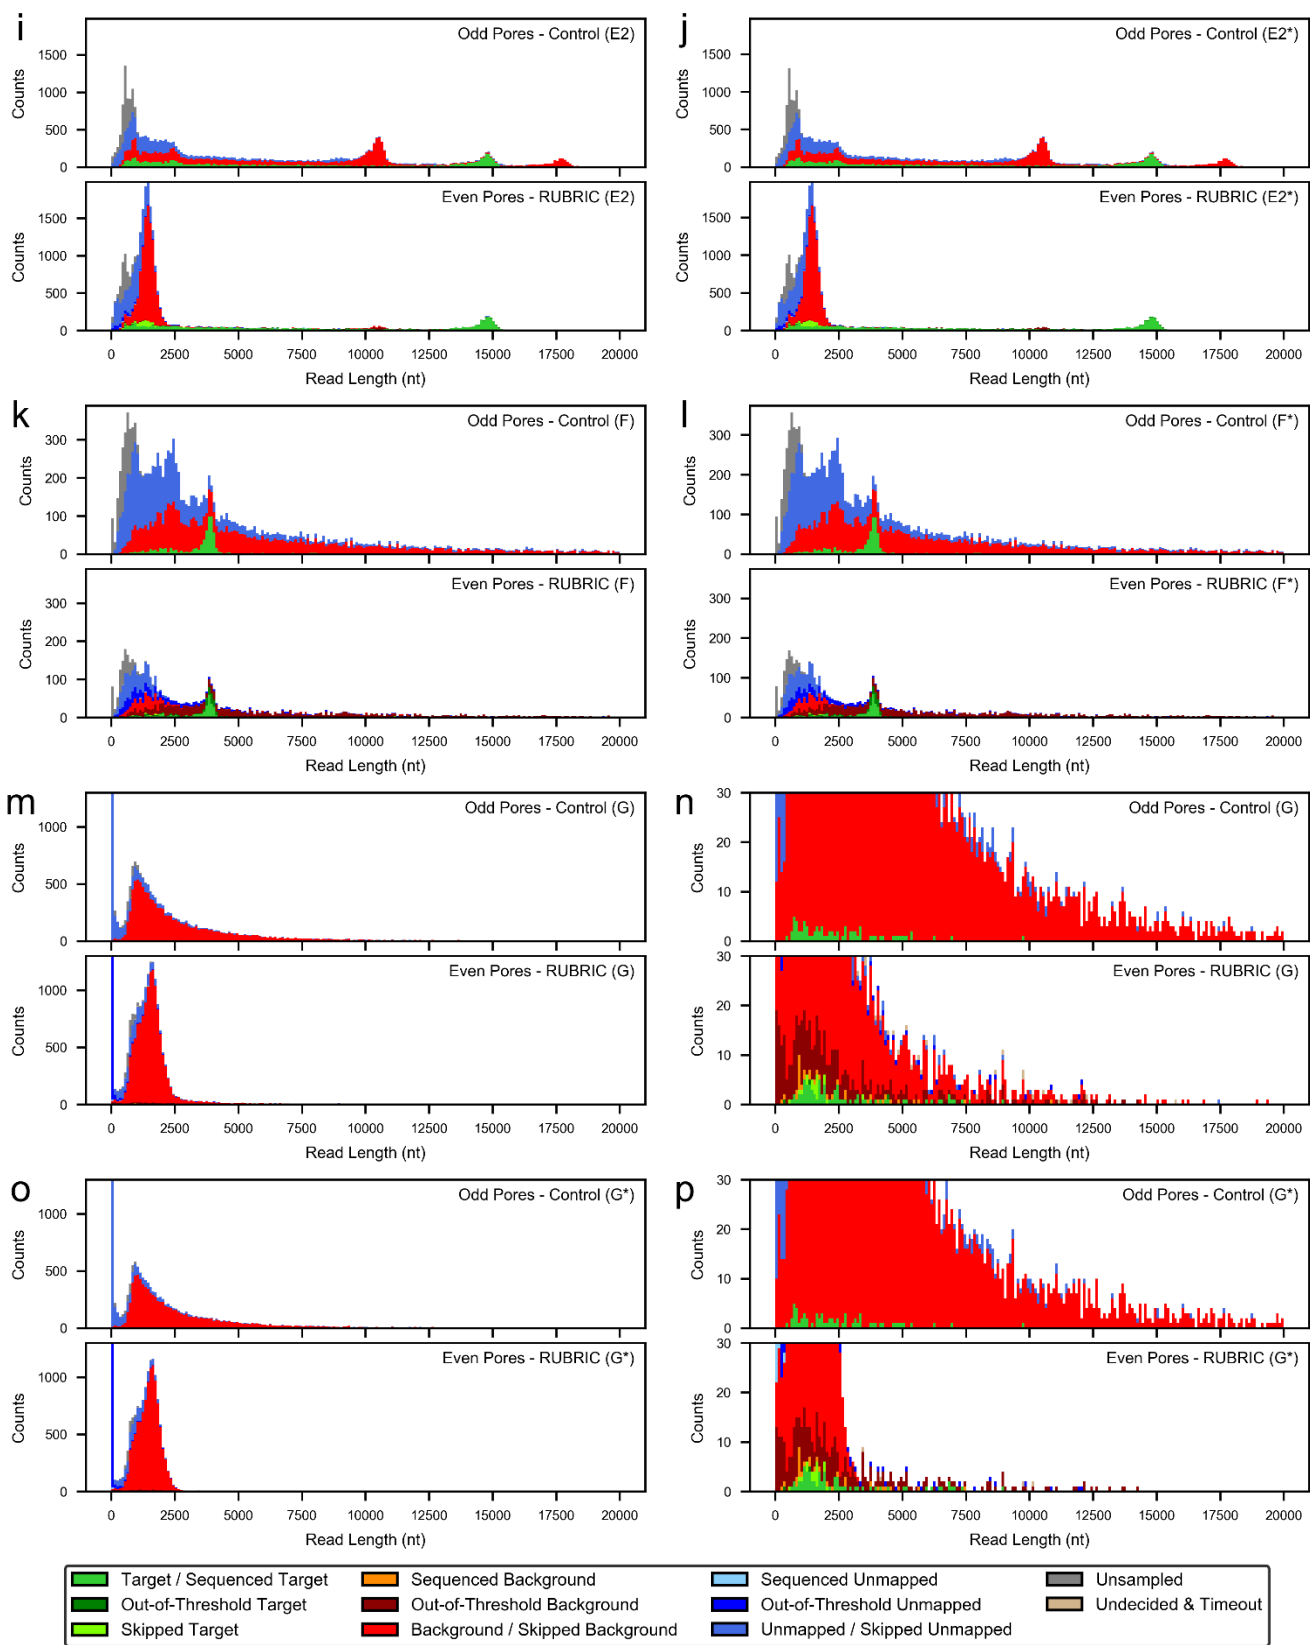 i
Odd Pores - Control (E2)
1500
1000
500
0
Counts
Even Pores - RUBRIC (E2)
1500
1000
500
0
Counts
0 2500 5000 7500 10000 12500 15000 17500 20000
Read Length (nt)
j
Odd Pores - Control (E2*)
1500
1000
500
0
Counts
Even Pores - RUBRIC (E2*)
1500
1000
500
0
Counts
0 2500 5000 7500 10000 12500 15000 17500 20000
Read Length (nt)
k
Odd Pores - Control (F)
300
200
100
0
Counts
Even Pores - RUBRIC (F)
300
200
100
0
Counts
0 2500 5000 7500 10000 12500 15000 17500 20000
Read Length (nt)
l
Odd Pores - Control (F*)
300
200
100
0
Counts
Even Pores - RUBRIC (F*)
300
200
100
0
Counts
0 2500 5000 7500 10000 12500 15000 17500 20000
Read Length (nt)
m
Odd Pores - Control (G)
1000
500
0
Counts
Even Pores - RUBRIC (G)
1000
500
0
Counts
0 2500 5000 7500 10000 12500 15000 17500 20000
Read Length (nt)
n
Odd Pores - Control (G)
30
20
10
0
Counts
Even Pores - RUBRIC (G)
30
20
10
0
Counts
0 2500 5000 7500 10000 12500 15000 17500 20000
Read Length (nt)
o
Odd Pores - Control (G*)
1000
500
0
Counts
Even Pores - RUBRIC (G*)
1000
500
0
Counts
0 2500 5000 7500 10000 12500 15000 17500 20000
Read Length (nt)
p
Odd Pores - Control (G*)
30
20
10
0
Counts
Even Pores - RUBRIC (G*)
30
20
10
0
Counts
0 2500 5000 7500 10000 12500 15000 17500 20000
Read Length (nt)
Target / Sequenced Target
Out-of-Threshold Target
Skipped Target
Sequenced Background
Out-of-Threshold Background
Background / Skipped Background
Sequenced Unmapped
Out-of-Threshold Unmapped
Unmapped / Skipped Unmapped
Unsampled
Undecided & Timeout